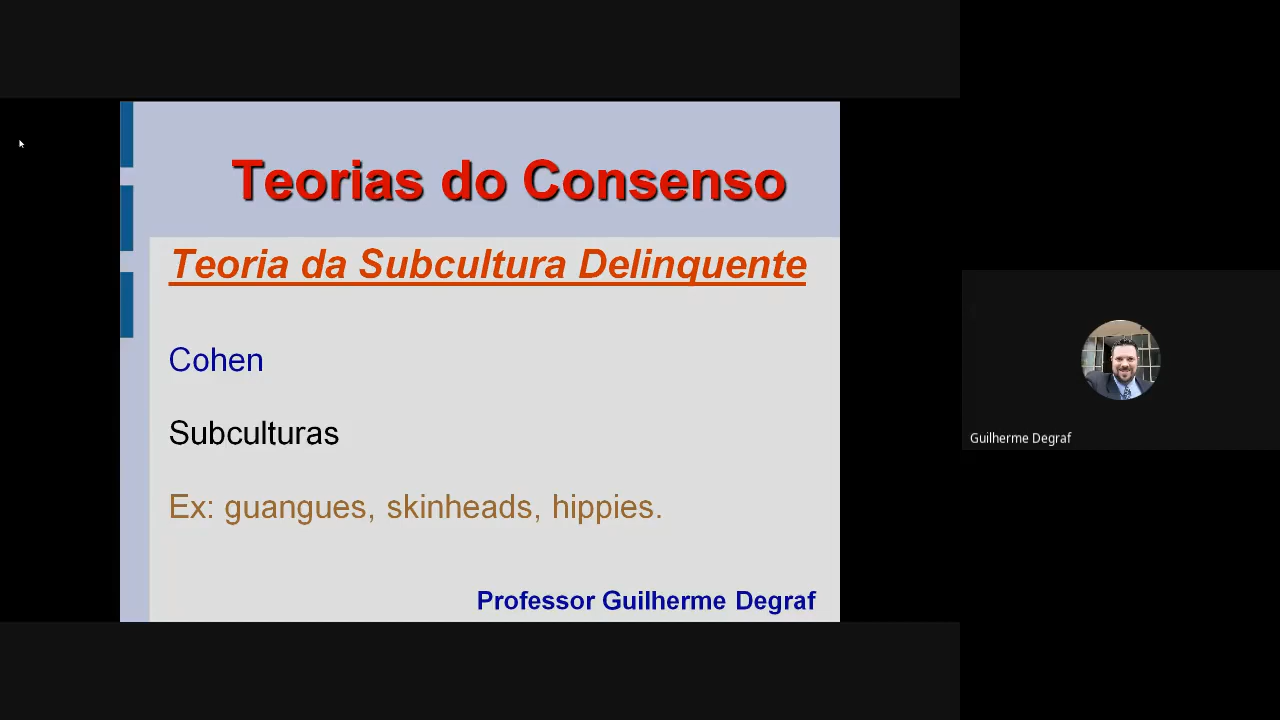 Teorias do Consenso
Teoria da Subcultura Delinquente
Cohen
Subculturas
Ex: guangues, skinheads, hippies.
Professor Guilherme Degraf
Guilherme Degraf